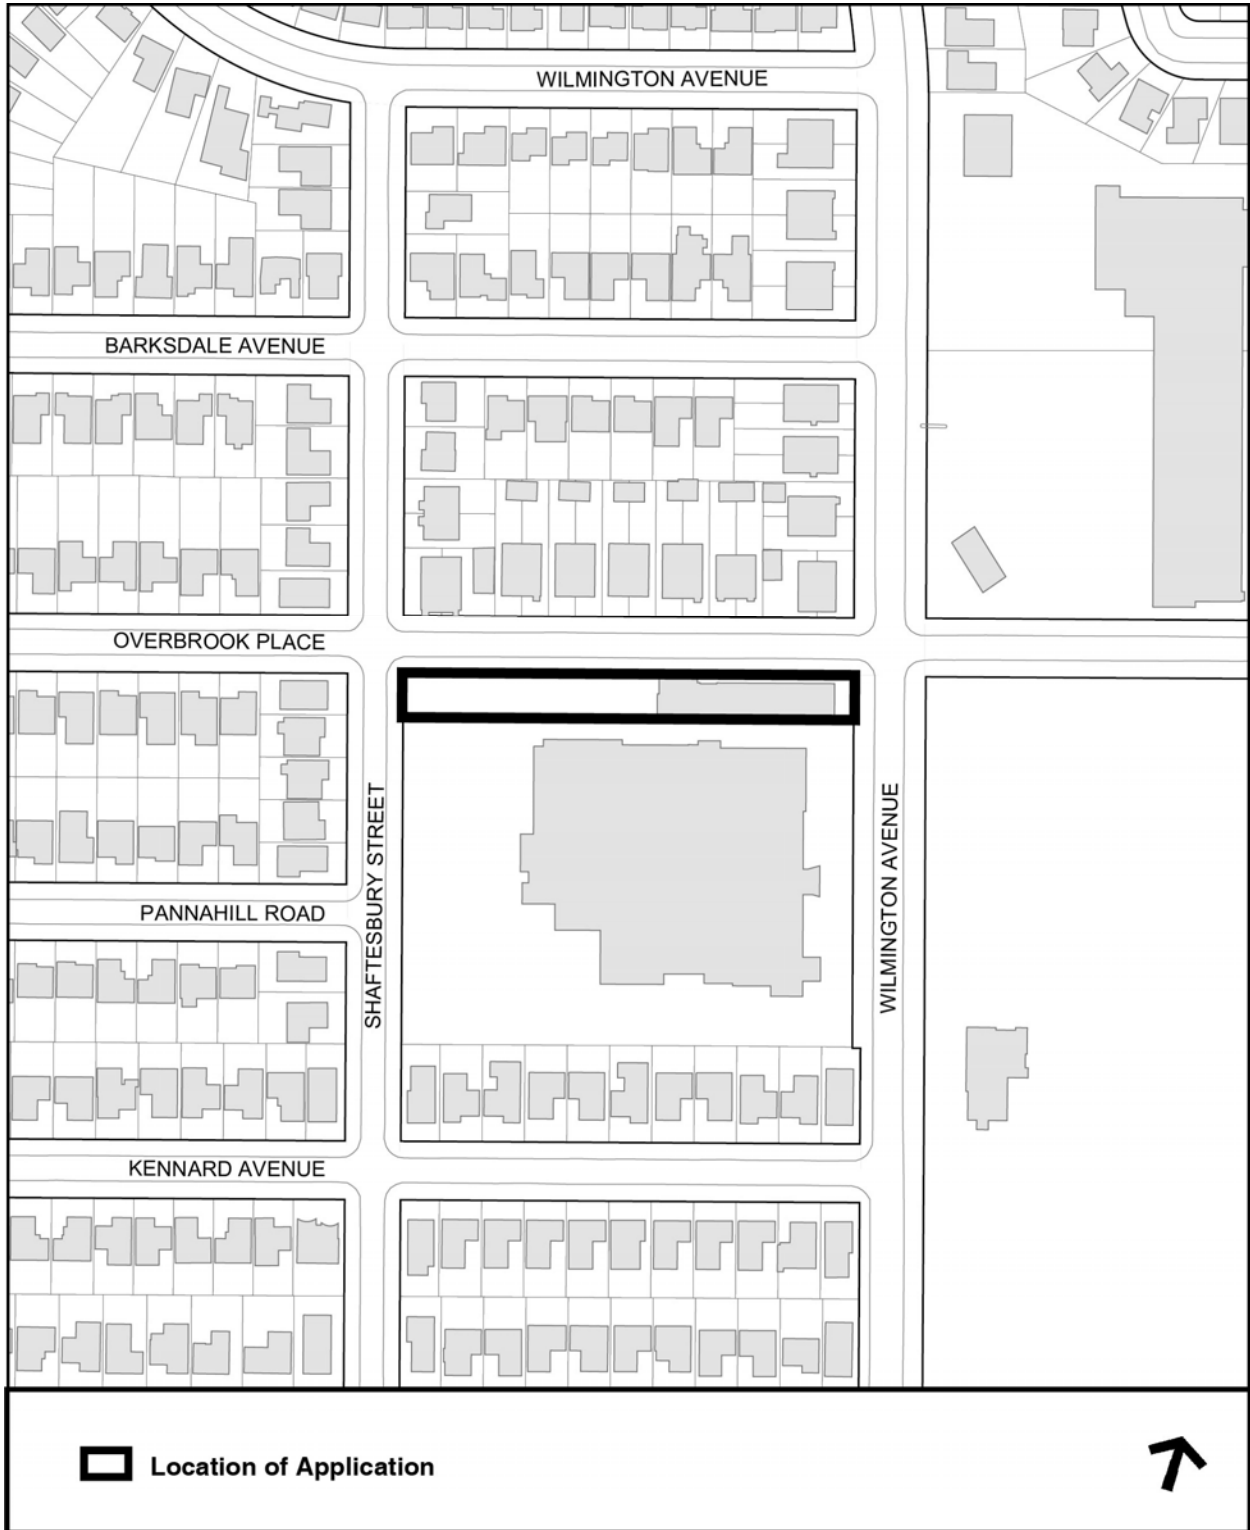 WILMINGTON AVENUE
BARKSDALE AVENUE
OVERBROOK PLACE
SHAFTESBURY STREET
WILMINGTON AVENUE
PANNAHILL ROAD
KENNARD AVENUE
Location of Application